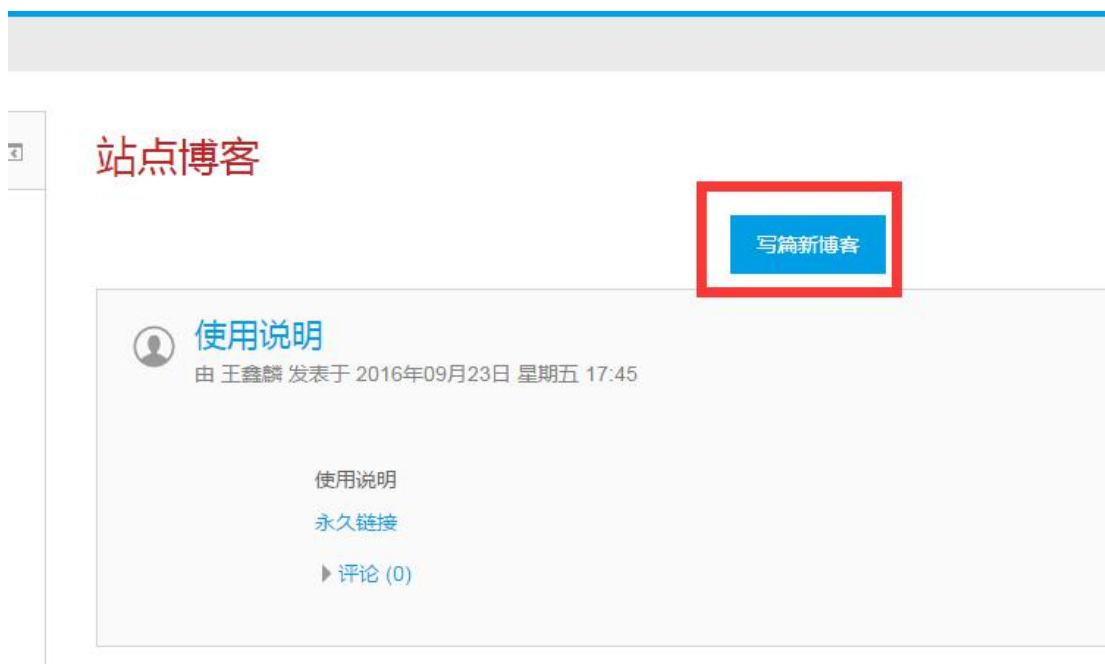 站点博客
写篇新博客
使用说明
由 王鑫麟 发表于 2016年09月23日 星期五 17:45
使用说明
永久链接
评论 (0)